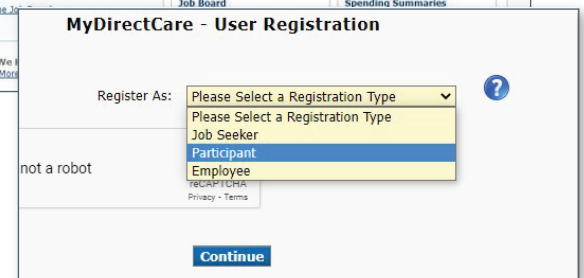 Job Board Spending Summaries
MyDirectCare - User Registration
We
More
Register As: Please Select a Registration Type
Please Select a Registration Type
Job Seeker
Participant
Employee
not a robot
reCAPTCHA
Privacy - Terms
Continue